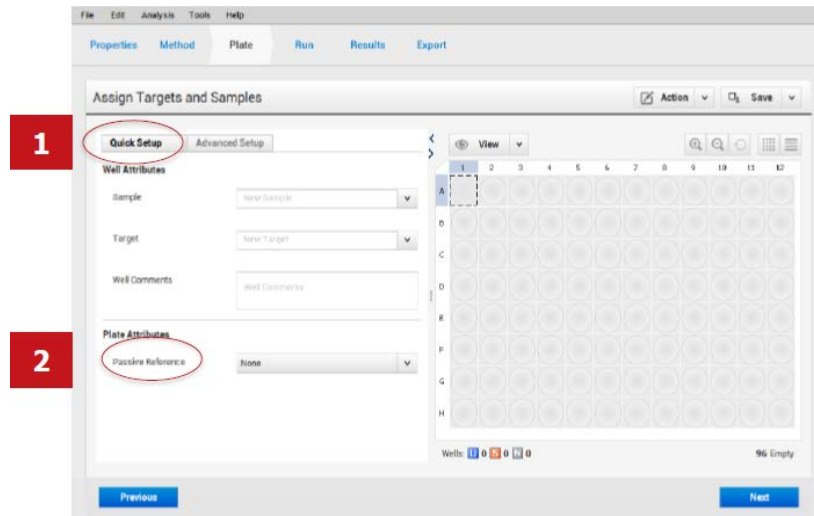 File Edit Analysis Tools Help
Properties Method Plate Run Results Export
Assign Targets and Samples
Action
Save
1
Quick Setup
Advanced Setup
View
Well Attributes
1 2 3 4 5 6 7 8 9 10 11 12
Sample
New Sample
A
B
Target
New Target
C
Well Comments
Well Comments
D
E
Plate Attributes
2
Passive Reference
None
F
G
H
Wells: U 0 S 0 N 0
96 Empty
Previous
Next